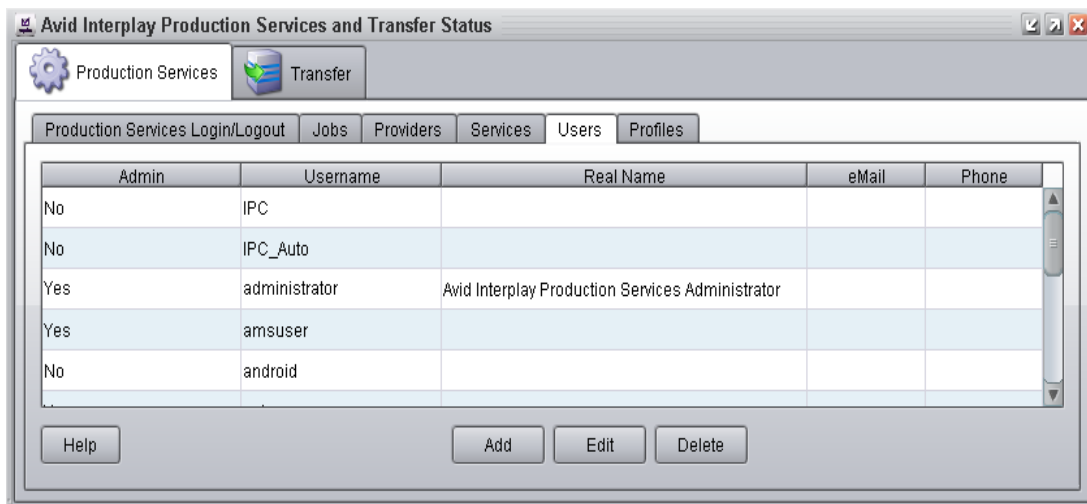 Avid Interplay Production Services and Transfer Status
Production Services Transfer
Production Services Login/Logout Jobs Providers Services Users Profiles
Admin Username Real Name eMail Phone
No IPC
No IPC_Auto
Yes administrator Avid Interplay Production Services Administrator
Yes amsuser
No android
Help Add Edit Delete